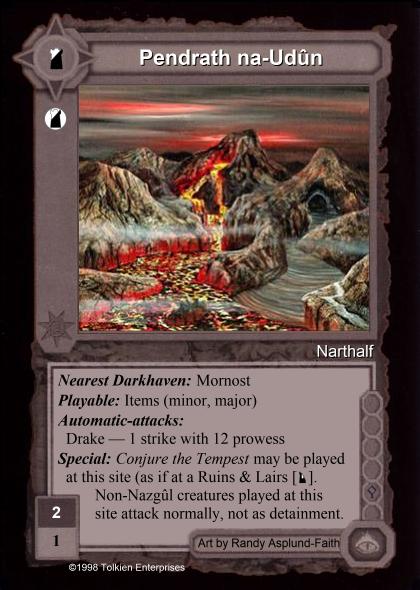 Pendrath na-Udûn
Narthalf
Nearest Darkhaven: Mornost
Playable: Items (minor, major)
Automatic-attacks:
Drake — 1 strike with 12 prowess
Special: Conjure the Tempest may be played
at this site (as if at a Ruins & Lairs [ ].
Non-Nazgûl creatures played at this
site attack normally, not as detainment.
2
1
Art by Randy Asplund-Faith
©1998 Tolkien Enterprises